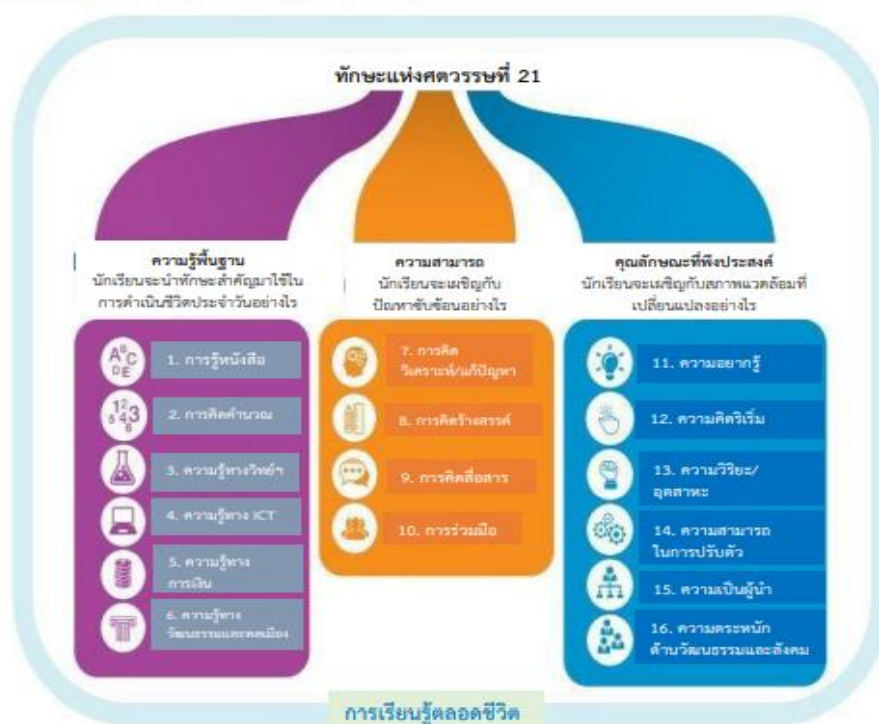 ทักษะแห่งศตวรรษที่ 21
ความรู้พื้นฐาน
นักเรียนจะนำทักษะสำคัญมาใช้ใน
การดำเนินชีวิตประจำวันอย่างไร
A B C
D E
1. การรู้หนังสือ
1 2 3
5 4 6
2. การคิดคำนวณ
3. ความรู้ทางวิทย์ฯ
4. ความรู้ทาง ICT
5. ความรู้ทาง
การเงิน
6. ความรู้ทาง
วัฒนธรรมและพลเมือง
ความสามารถ
นักเรียนจะเผชิญกับ
ปัญหาซับซ้อนอย่างไร
7. การคิด
วิเคราะห์/แก้ปัญหา
8. การคิดสร้างสรรค์
9. การคิดสื่อสาร
10. การร่วมมือ
คุณลักษณะที่พึงประสงค์
นักเรียนจะเผชิญกับสภาพแวดล้อมที่
เปลี่ยนแปลงอย่างไร
11. ความอยากรู้
12. ความคิดริเริ่ม
13. ความวิริยะ/
อุตสาหะ
14. ความสามารถ
ในการปรับตัว
15. ความเป็นผู้นำ
16. ความตระหนัก
ด้านวัฒนธรรมและสังคม
การเรียนรู้ตลอดชีวิต